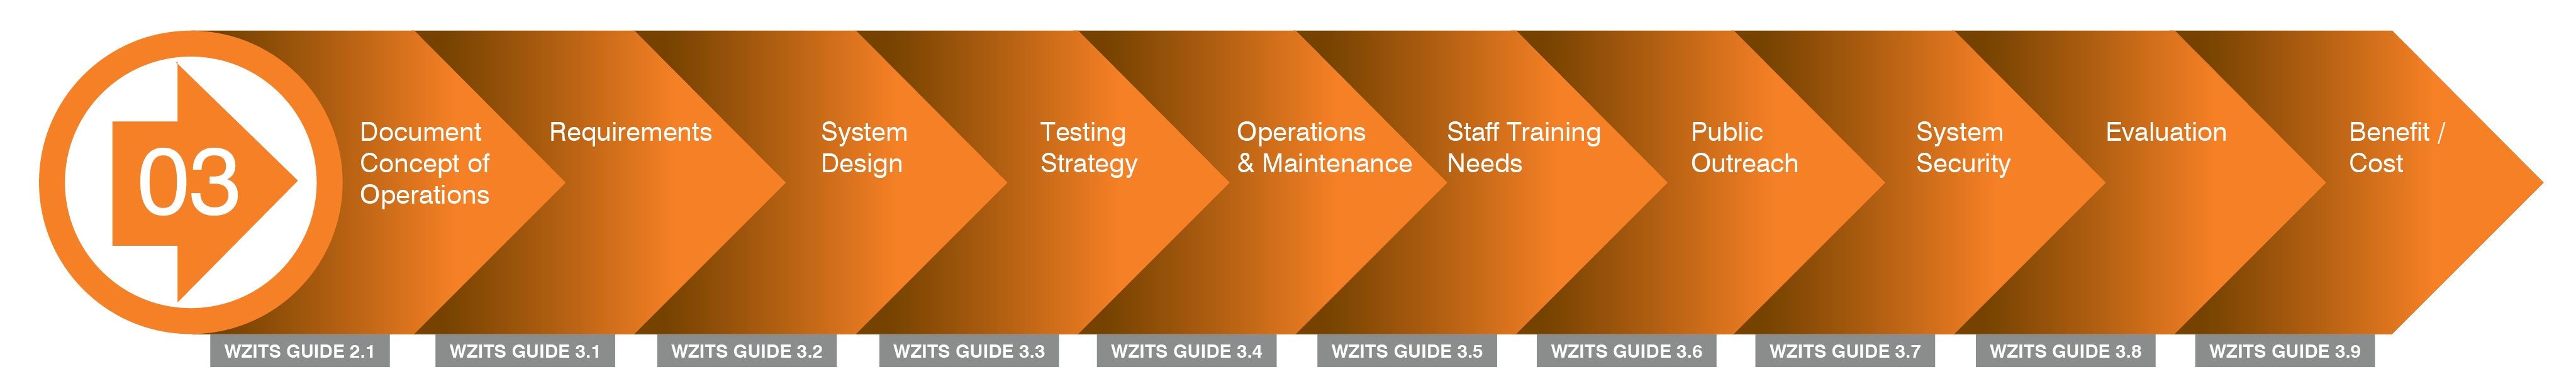 03
Document
Concept of
Operations
Requirements
System
Design
Testing
Strategy
Operations
& Maintenance
Staff Training
Needs
Public
Outreach
System
Security
Evaluation
Benefit /
Cost
WZITS GUIDE 2.1
WZITS GUIDE 3.1
WZITS GUIDE 3.2
WZITS GUIDE 3.3
WZITS GUIDE 3.4
WZITS GUIDE 3.5
WZITS GUIDE 3.6
WZITS GUIDE 3.7
WZITS GUIDE 3.8
WZITS GUIDE 3.9